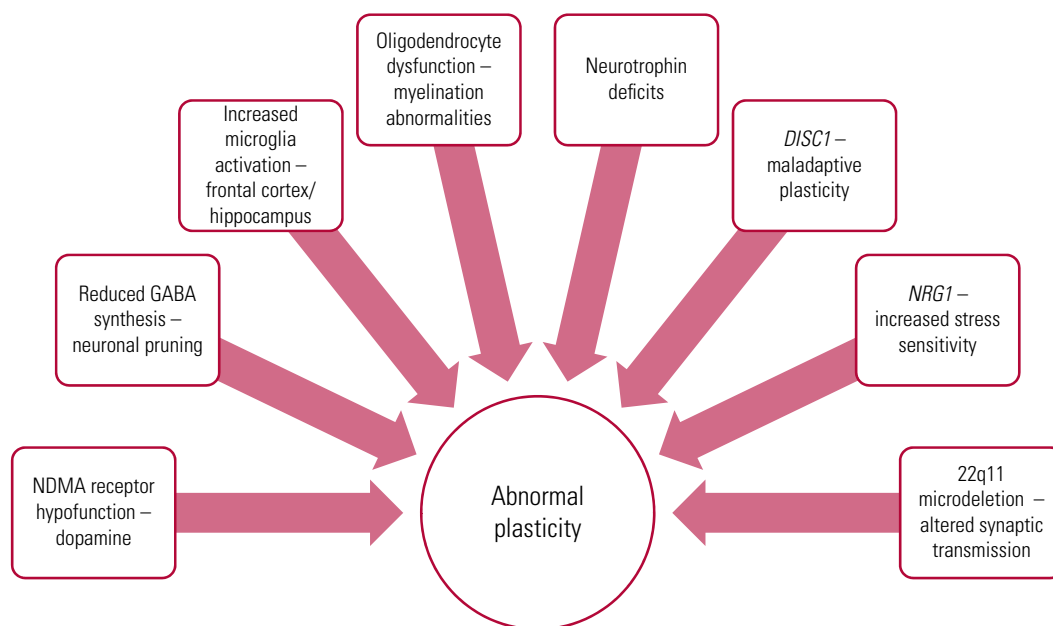 Oligodendrocyte
dysfunction –
myelination
abnormalities
Neurotrophin
deficits
Increased
microglia
activation –
frontal cortex/
hippocampus
DISC1 –
maladaptive
plasticity
Reduced GABA
synthesis –
neuronal pruning
NRG1 –
increased stress
sensitivity
NDMA receptor
hypofunction –
dopamine
Abnormal
plasticity
22q11
microdeletion –
altered synaptic
transmission